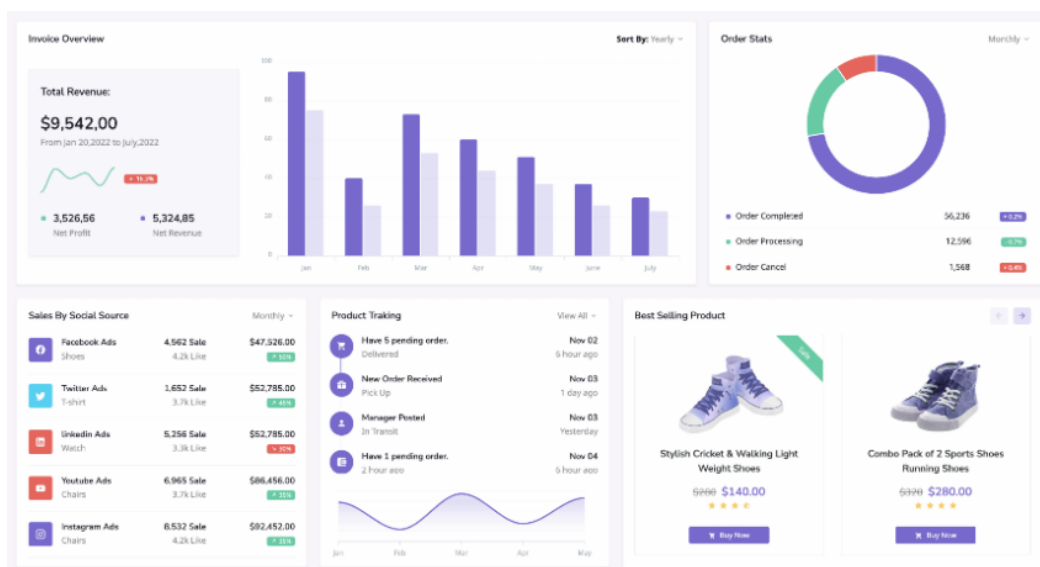 Invoice Overview
Sort By: Yearly
Total Revenue:
$9,542,00
From Jan 20,2022 to July,2022
3,526,56
Net Profit
5,324,85
Net Revenue
100
80
60
40
20
0
Jan Feb Mar Apr May June July
Order Stats
Monthly
Order Completed 56,236
Order Processing 12,596
Order Cancel 1,568
Sales By Social Source
Monthly
Facebook Ads 4,562 Sale $47,526.00
Shoes 4.2k Like
Twitter Ads 1,652 Sale $52,785.00
T-shirt 3.7k Like
linkedin Ads 5,256 Sale $52,785.00
Watch 3.3k Like
Youtube Ads 6,965 Sale $86,456.00
Chairs 3.7k Like
Instagram Ads 8,532 Sale $92,452.00
Chairs 4.2k Like
Product Traking
View All
Have 5 pending order. Nov 02
Delivered 6 hour ago
New Order Received Nov 03
Pick Up 1 day ago
Manager Posted Nov 03
In Transit Yesterday
Have 1 pending order. Nov 04
2 hour ago 6 hour ago
Jan Feb Mar Apr May
Best Selling Product
Sale
Stylish Cricket & Walking Light
Weight Shoes
$140.00
Buy Now
Combo Pack of 2 Sports Shoes
Running Shoes
$320 $280.00
Buy Now